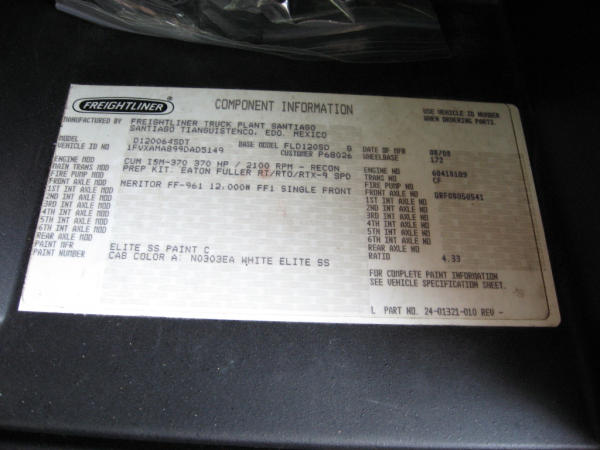 FREIGHTLINER
COMPONENT INFORMATION
USE VEHICLE ID NUMBER
WHEN ORDERING PARTS.
MANUFACTURED BY FREIGHTLINER TRUCK PLANT SANTIAGO
SANTIAGO TIANGUISTENCO, EDO. MEXICO
MODEL D120064SDT BASE MODEL FLD120SD G DATE OF MFR 08/08
VEHICLE ID NO 1FVXAMA899DAD5149 CUSTOMER P68026 WHEELBASE 172
ENGINE MOD CUM ISM-370 370 HP / 2100 RPM - RECON ENGINE NO 60418189
MAIN TRANS MOD PREP KIT: EATON FULLER RT/RTO/RTX-9 SPD TRANS NO CF
FIRE PUMP MOD FIRE PUMP NO
FRONT AXLE MOD MERITOR FF-961 12.000# FF1 SINGLE FRONT FRONT AXLE NO QRF08050541
1ST INT AXLE MOD 1ST INT AXLE NO
2ND INT AXLE MOD 2ND INT AXLE NO
3RD INT AXLE MOD 3RD INT AXLE NO
4TH INT AXLE MOD 4TH INT AXLE NO
5TH INT AXLE MOD 5TH INT AXLE NO
6TH INT AXLE MOD 6TH INT AXLE NO
REAR AXLE MOD REAR AXLE NO
PAINT MFR ELITE SS PAINT C RATIO 4.33
PAINT NUMBER CAB COLOR A: N0303EA WHITE ELITE SS
FOR COMPLETE PAINT INFORMATION
SEE VEHICLE SPECIFICATION SHEET.
L PART NO. 24-01321-010 REV -